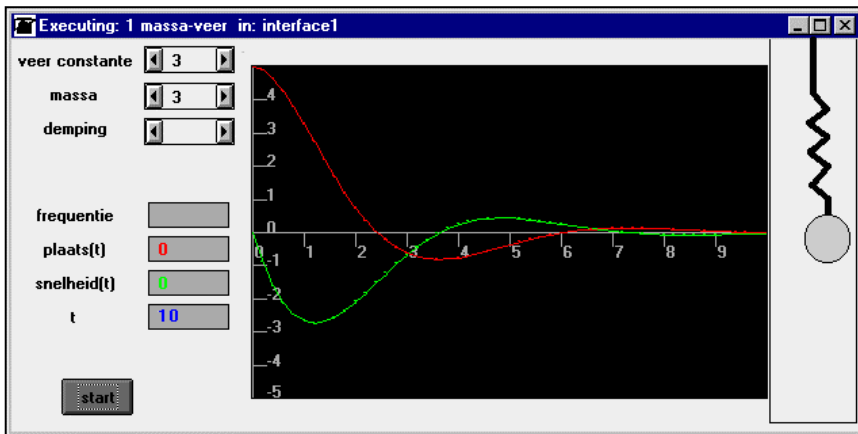 Executing: 1 massa-veer in: interface1
veer constante 3
massa 3
demping
frequentie
plaats(t) 0
snelheid(t) 0
t 10
start
4
3
2
1
0
-1
-2
-3
-4
-5
0 1 2 3 4 5 6 7 8 9